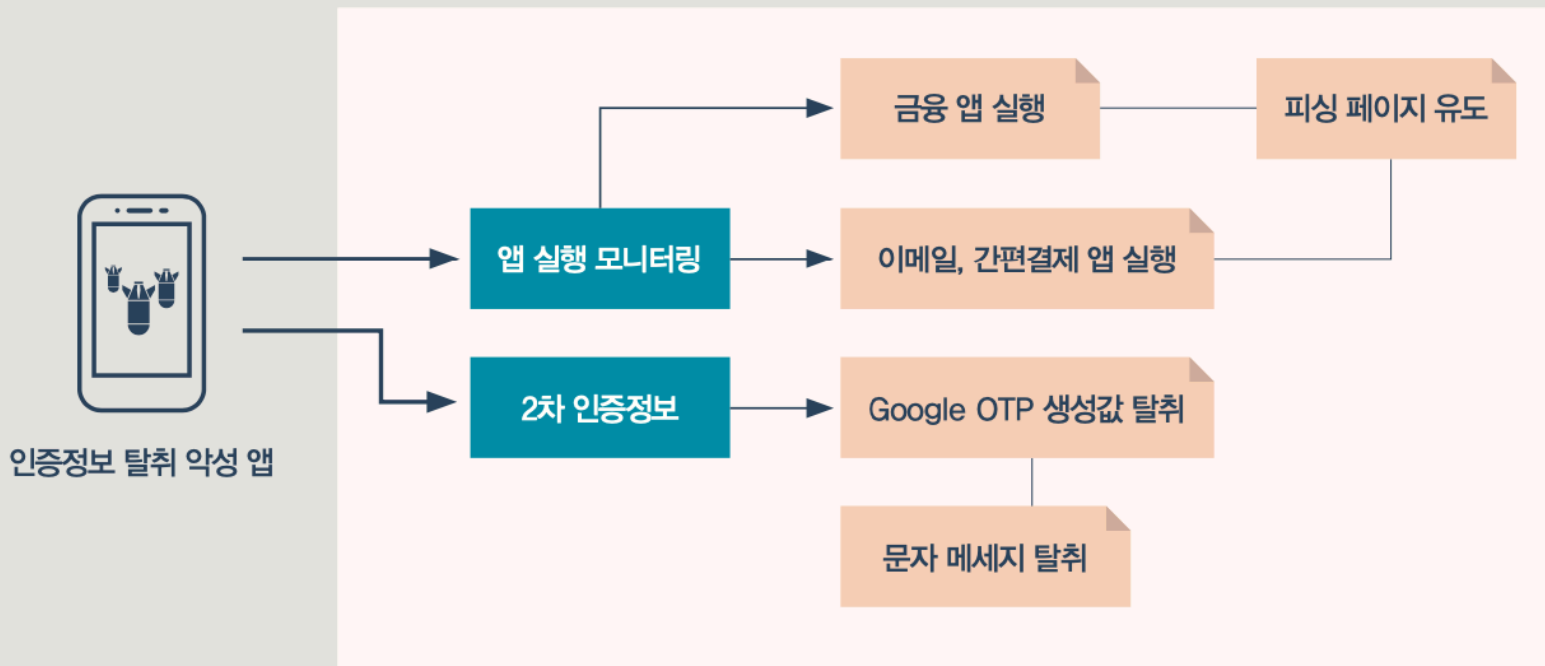 금융 앱 실행
피싱 페이지 유도
앱 실행 모니터링
이메일, 간편결제 앱 실행
2차 인증정보
Google OTP 생성값 탈취
인증정보 탈취 악성 앱
문자 메세지 탈취